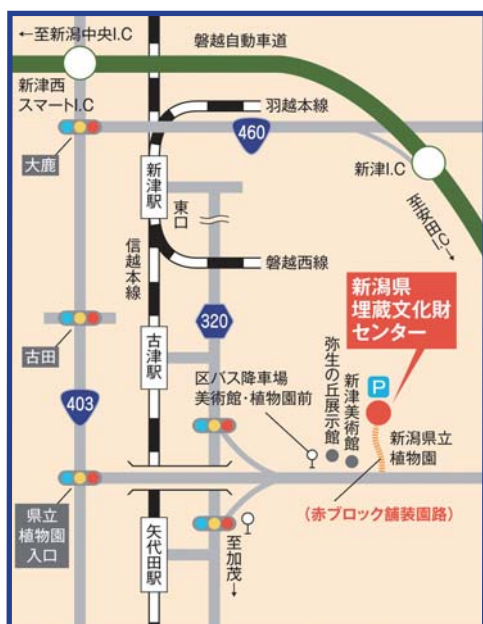 ←至新潟中央I.C
磐越自動車道
新津西
スマートI.C
羽越本線
460
大鹿
新津I.C
新津駅
東口
至安田I.C→
信越本線
磐越西線
新潟県
埋蔵文化財
センター
320
古田
古津駅
403
区バス降車場
美術館・植物園前
弥生の丘展示館
新津美術館
P
新潟県立
植物園
(赤ブロック舗装園路)
県立
植物園
入口
矢代田駅
至加茂→